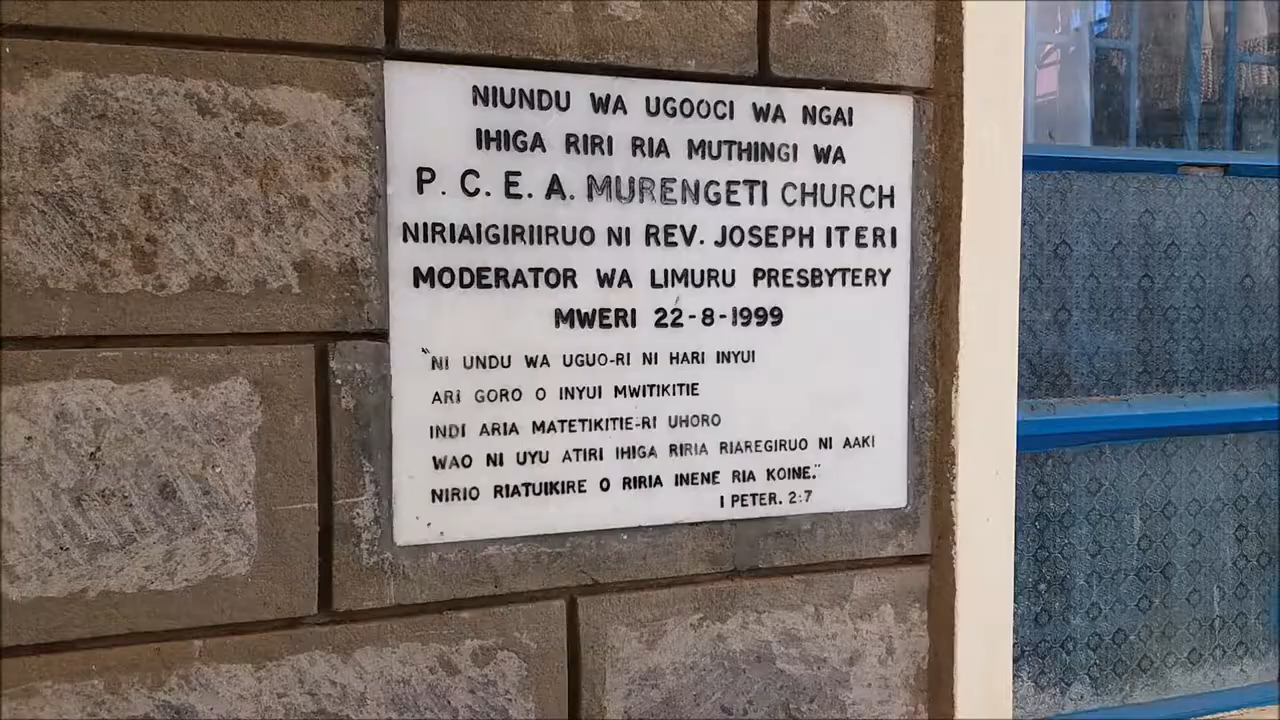 NIUNDU WA UGOOCI WA NGAI
IHIGA RIRI RIA MUTHINGI WA
P. C. E. A. MURENGETI CHURCH
NIRIAIGIRIIRUO NI REV. JOSEPH ITERI
MODERATOR WA LIMURU PRESBYTERY
MWERI 22-8-1999
"NI UNDU WA UGUO-RI NI HARI INYUI
ARI GORO O INYUI MWITIKITIE
INDI ARIA MATETIKITIE-RI UHORO
WAO NI UYU ATIRI IHIGA RIRIA RIAREGIRUO NI AAKI
NIRIO RIATUIKIRE O RIRIA INENE RIA KOINE."
I PETER. 2:7